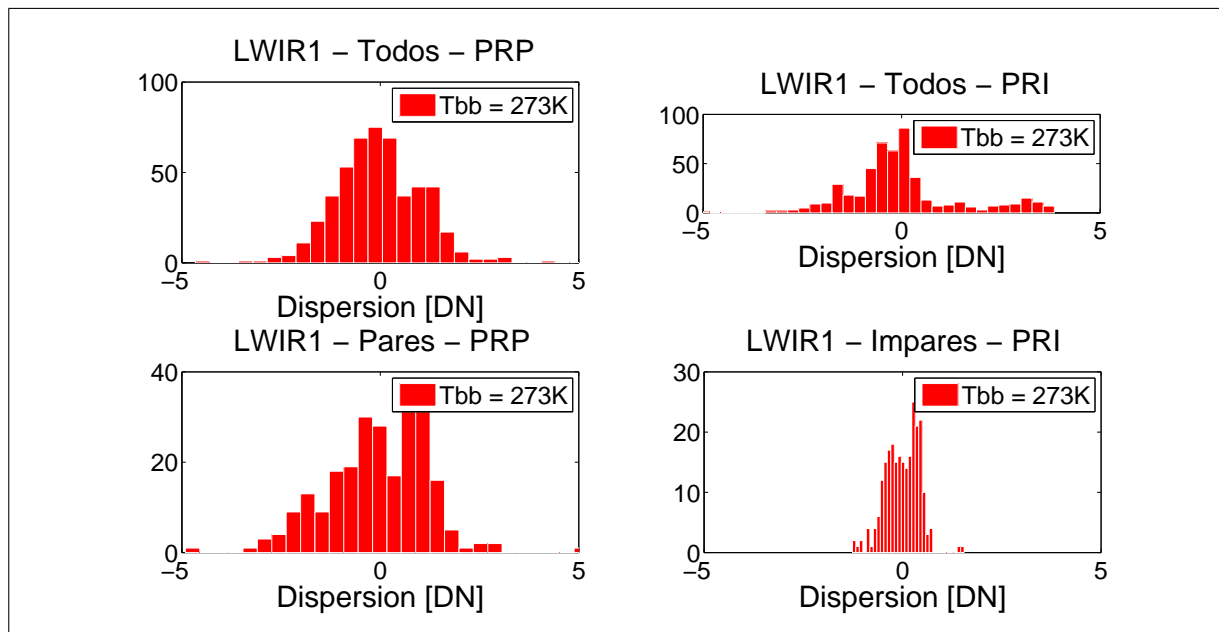 LWIR1 – Todos – PRP
100
50
0
Tbb = 273K
−5 0 5
Dispersion [DN]
LWIR1 – Todos – PRI
100
50
0
Tbb = 273K
−5 0 5
Dispersion [DN]
LWIR1 – Pares – PRP
40
20
0
Tbb = 273K
−5 0 5
Dispersion [DN]
LWIR1 – Impares – PRI
30
20
10
0
Tbb = 273K
−5 0 5
Dispersion [DN]